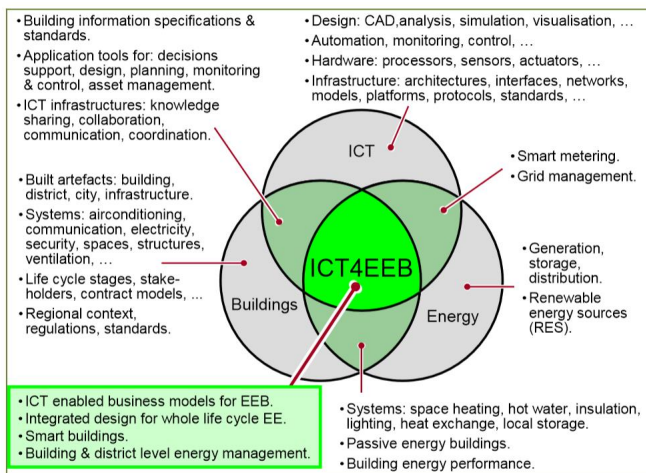 • Building information specifications &
standards.
• Application tools for: decisions
support, design, planning, monitoring
& control, asset management.
• ICT infrastructures: knowledge
sharing, collaboration,
communication, coordination.
• Design: CAD,analysis, simulation, visualisation, …
• Automation, monitoring, control, …
• Hardware: processors, sensors, actuators, …
• Infrastructure: architectures, interfaces, networks,
models, platforms, protocols, standards, …
ICT
• Smart metering.
• Grid management.
• Built artefacts: building,
district, city, infrastructure.
• Systems: airconditioning,
communication, electricity,
security, spaces, structures,
ventilation, …
• Life cycle stages, stake-
holders, contract models, ...
• Regional context,
regulations, standards.
ICT4EEB
Buildings
Energy
• Generation,
storage,
distribution.
• Renewable
energy sources
(RES).
• ICT enabled business models for EEB.
• Integrated design for whole life cycle EE.
• Smart buildings.
• Building & district level energy management.
• Systems: space heating, hot water, insulation,
lighting, heat exchange, local storage.
• Passive energy buildings.
• Building energy performance.